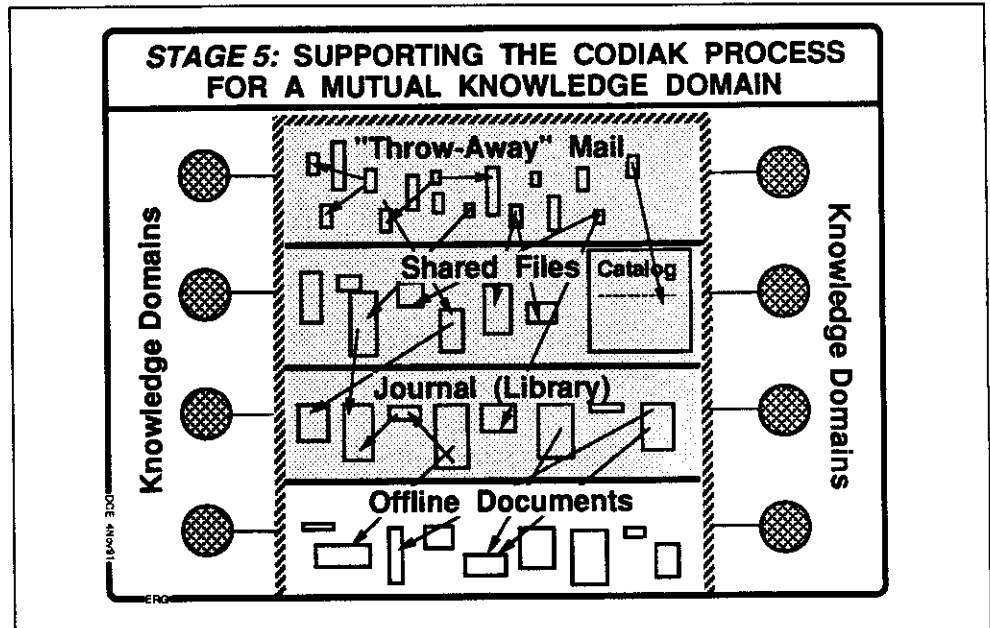 STAGE 5: SUPPORTING THE CODIAK PROCESS
FOR A MUTUAL KNOWLEDGE DOMAIN
"Throw-Away" Mail
Shared Files
Catalog
Journal (Library)
Offline Documents
Knowledge Domains
Knowledge Domains
DCE 4Nov91
ERG